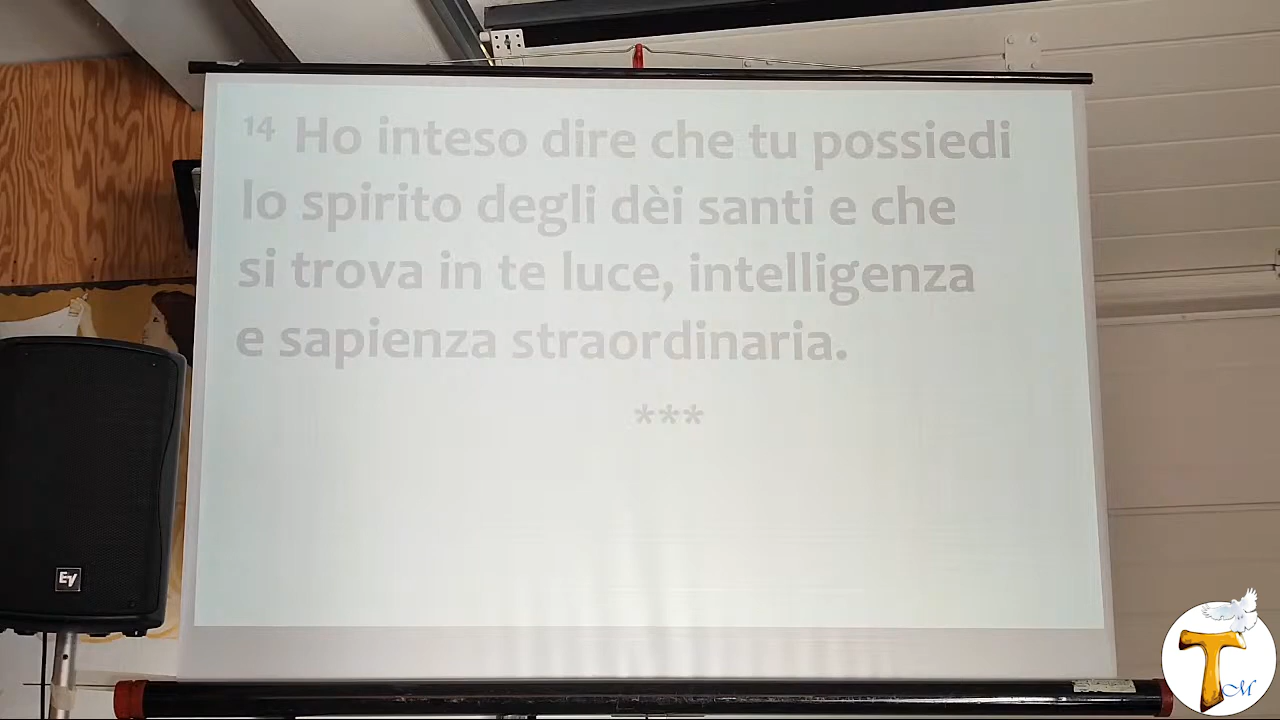 ¹⁴ Ho inteso dire che tu possiedi
lo spirito degli dèi santi e che
si trova in te luce, intelligenza
e sapienza straordinaria.
***
EV
T M